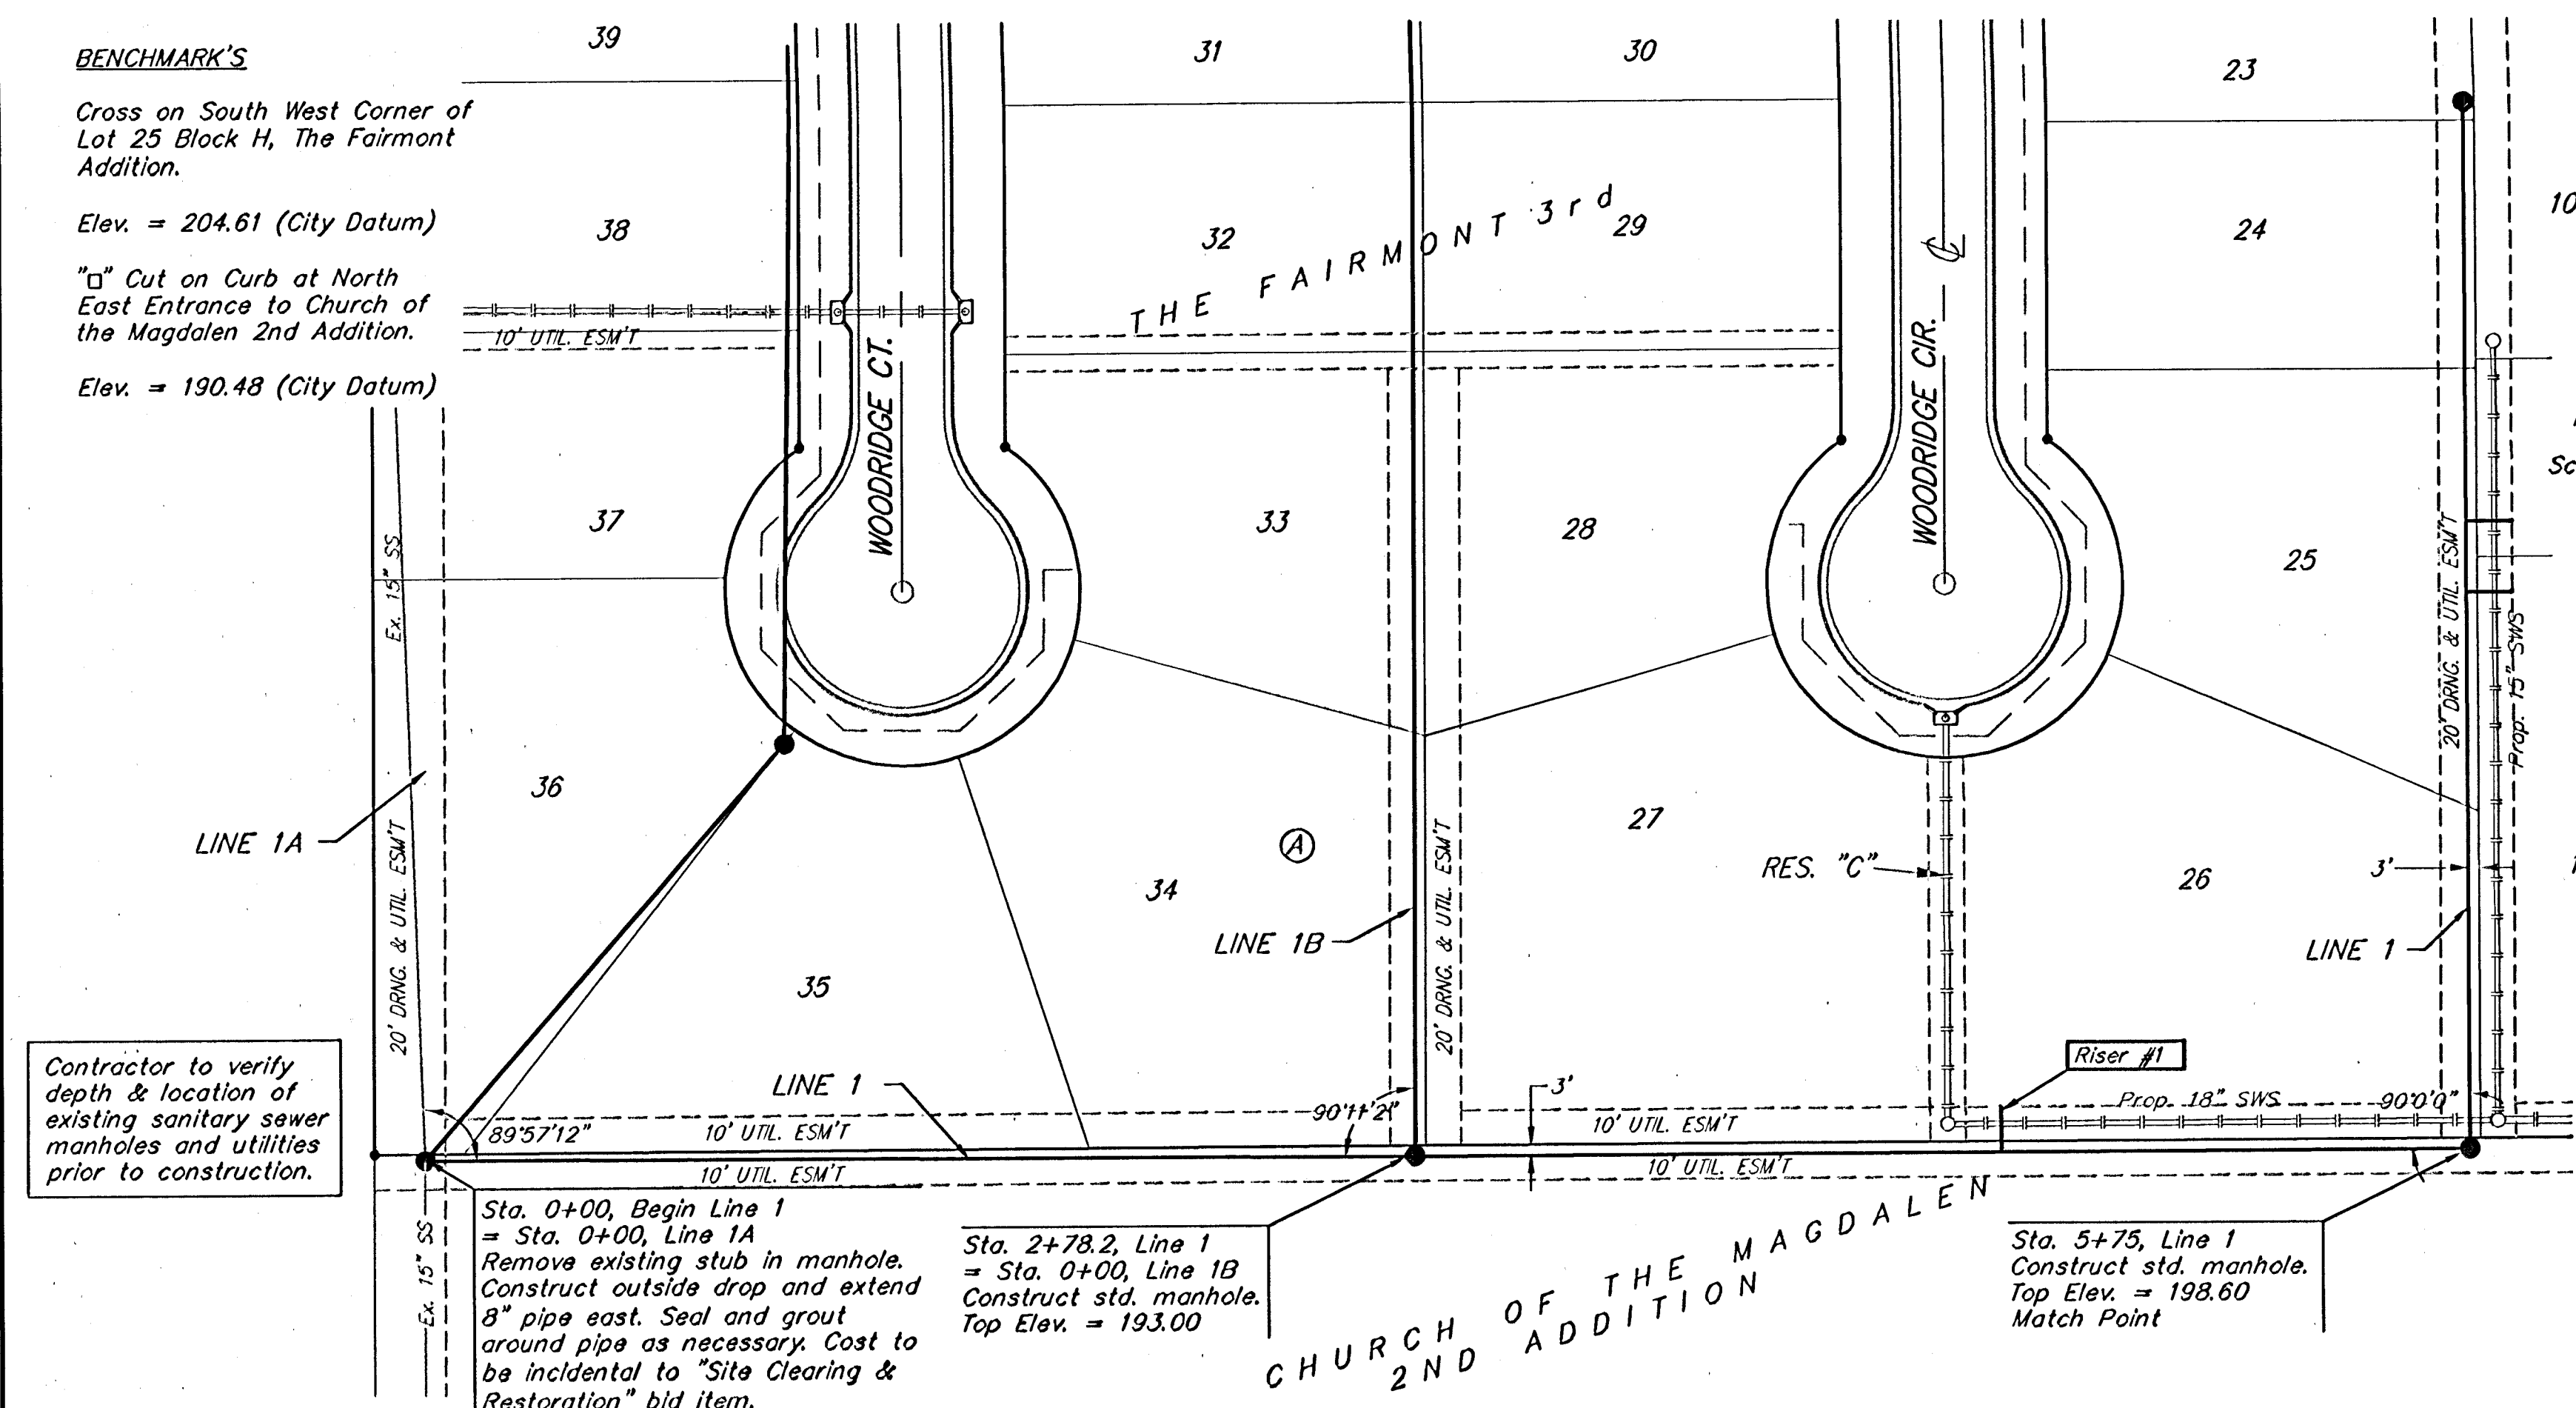 BENCHMARK'S
Cross on South West Corner of
Lot 25 Block H, The Fairmont
Addition.
Elev. = 204.61 (City Datum)
"□" Cut on Curb at North
East Entrance to Church of
the Magdalen 2nd Addition.
Elev. = 190.48 (City Datum)
39
31
30
23
38
32
29
24
THE FAIRMONT 3rd
10' UTIL. ESM'T
WOODRIDGE CT.
WOODRIDGE CIR.
℄
10
Sc
37
33
28
25
Ex. 15" SS
20' DRNG. & UTIL. ESM'T
Prop. 15" SWS
36
LINE 1A
20' DRNG. & UTIL. ESM'T
34
A
27
RES. "C"
26
3'
LINE 1B
20' DRNG. & UTIL. ESM'T
LINE 1
35
Contractor to verify
depth & location of
existing sanitary sewer
manholes and utilities
prior to construction.
LINE 1
Riser #1
3'
89°57'12"
10' UTIL. ESM'T
90°11'21"
10' UTIL. ESM'T
Prop. 18" SWS
90°0'0"
10' UTIL. ESM'T
10' UTIL. ESM'T
Ex. 15" SS
Sta. 0+00, Begin Line 1
= Sta. 0+00, Line 1A
Remove existing stub in manhole.
Construct outside drop and extend
8" pipe east. Seal and grout
around pipe as necessary. Cost to
be incidental to "Site Clearing &
Restoration" bid item.
Sta. 2+78.2, Line 1
= Sta. 0+00, Line 1B
Construct std. manhole.
Top Elev. = 193.00
CHURCH OF THE MAGDALEN
2ND ADDITION
Sta. 5+75, Line 1
Construct std. manhole.
Top Elev. = 198.60
Match Point